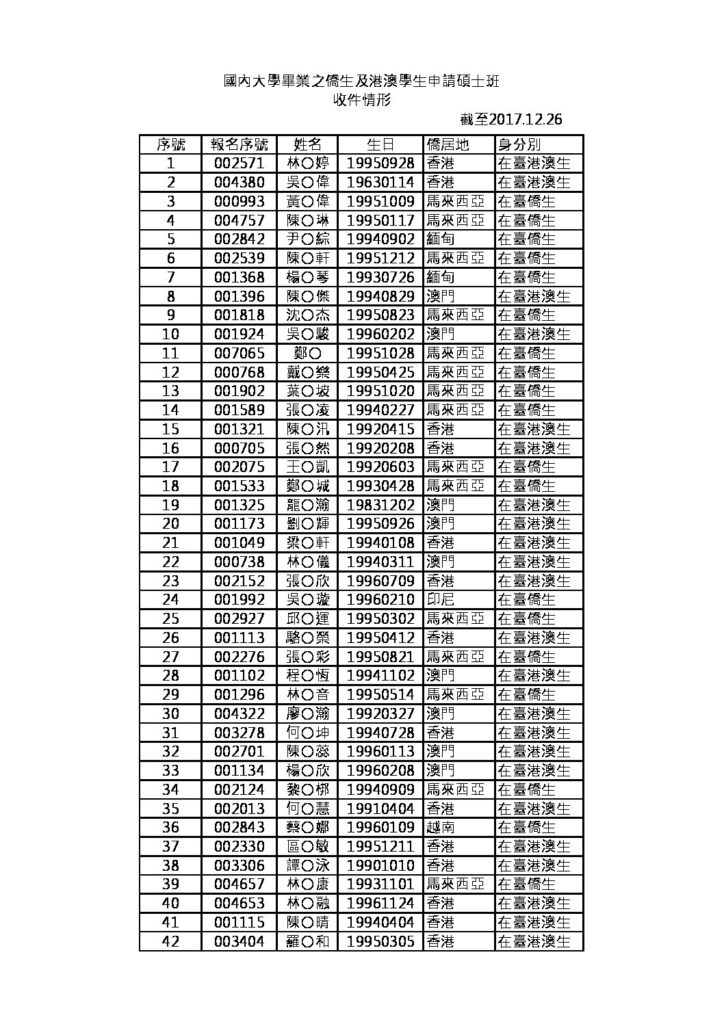 國內大學畢業之僑生及港澳學生申請碩士班
收件情形
截至2017.12.26
序號 報名序號 姓名 生日 僑居地 身分別
1 002571 林○婷 19950928 香港 在臺港澳生
2 004380 吳○偉 19630114 香港 在臺港澳生
3 000993 黃○偉 19951009 馬來西亞 在臺僑生
4 004757 陳○琳 19950117 馬來西亞 在臺僑生
5 002842 尹○綜 19940902 緬甸 在臺僑生
6 002539 陳○軒 19951212 馬來西亞 在臺僑生
7 001368 楊○琴 19930726 緬甸 在臺僑生
8 001396 陳○傑 19940829 澳門 在臺港澳生
9 001818 沈○杰 19950823 馬來西亞 在臺僑生
10 001924 吳○駿 19960202 澳門 在臺港澳生
11 007065 鄭○ 19951028 馬來西亞 在臺僑生
12 000768 戴○樂 19950425 馬來西亞 在臺僑生
13 001902 葉○坡 19951020 馬來西亞 在臺僑生
14 001589 張○凌 19940227 馬來西亞 在臺僑生
15 001321 陳○汛 19920415 香港 在臺港澳生
16 000705 張○然 19920208 香港 在臺港澳生
17 002075 王○凱 19920603 馬來西亞 在臺僑生
18 001533 鄭○城 19930428 馬來西亞 在臺僑生
19 001325 龍○瀚 19831202 澳門 在臺港澳生
20 001173 劉○輝 19950926 澳門 在臺港澳生
21 001049 梁○軒 19940108 香港 在臺港澳生
22 000738 林○儀 19940311 澳門 在臺港澳生
23 002152 張○欣 19960709 香港 在臺港澳生
24 001992 吳○璇 19960210 印尼 在臺僑生
25 002927 邱○運 19950302 馬來西亞 在臺僑生
26 001113 駱○榮 19950412 香港 在臺港澳生
27 002276 張○彩 19950821 馬來西亞 在臺僑生
28 001102 程○恆 19941102 澳門 在臺港澳生
29 001296 林○音 19950514 馬來西亞 在臺僑生
30 004322 廖○瀚 19920327 澳門 在臺港澳生
31 003278 何○坤 19940728 香港 在臺港澳生
32 002701 陳○蕊 19960113 澳門 在臺港澳生
33 001134 楊○欣 19960208 澳門 在臺港澳生
34 002124 黎○梆 19940909 馬來西亞 在臺僑生
35 002013 何○慧 19910404 香港 在臺港澳生
36 002843 蔡○娜 19960109 越南 在臺僑生
37 002330 區○敏 19951211 香港 在臺港澳生
38 003306 譚○泳 19901010 香港 在臺港澳生
39 004657 林○康 19931101 馬來西亞 在臺僑生
40 004653 林○融 19961124 香港 在臺港澳生
41 001115 陳○晴 19940404 香港 在臺港澳生
42 003404 羅○和 19950305 香港 在臺港澳生